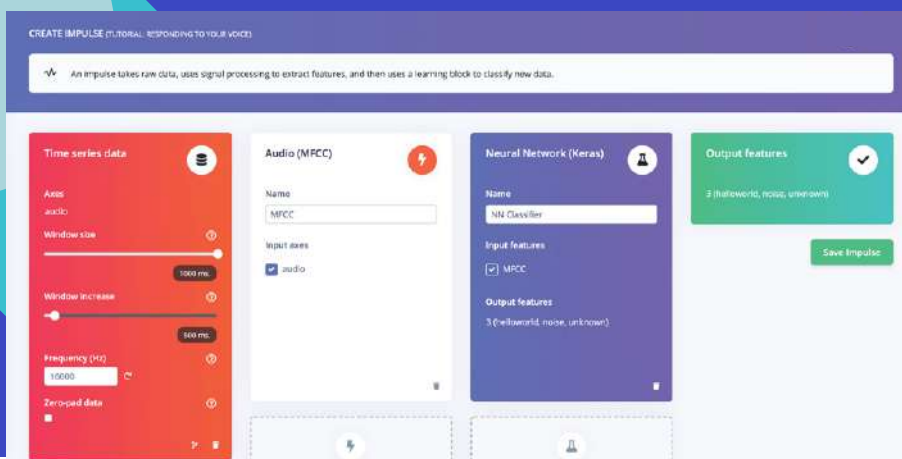 CREATE IMPULSE (TUTORIAL: RESPONDING TO YOUR VOICE)
An impulse takes raw data, uses signal processing to extract features, and then uses a learning block to classify new data.
Time series data
Axes
audio
Window size
1000 ms.
Window increase
500 ms.
Frequency (Hz)
16000
Zero-pad data
Audio (MFCC)
Name
MFCC
Input axes
audio
Neural Network (Keras)
Name
NN Classifier
Input features
MFCC
Output features
3 (helloworld, noise, unknown)
Output features
3 (helloworld, noise, unknown)
Save Impulse